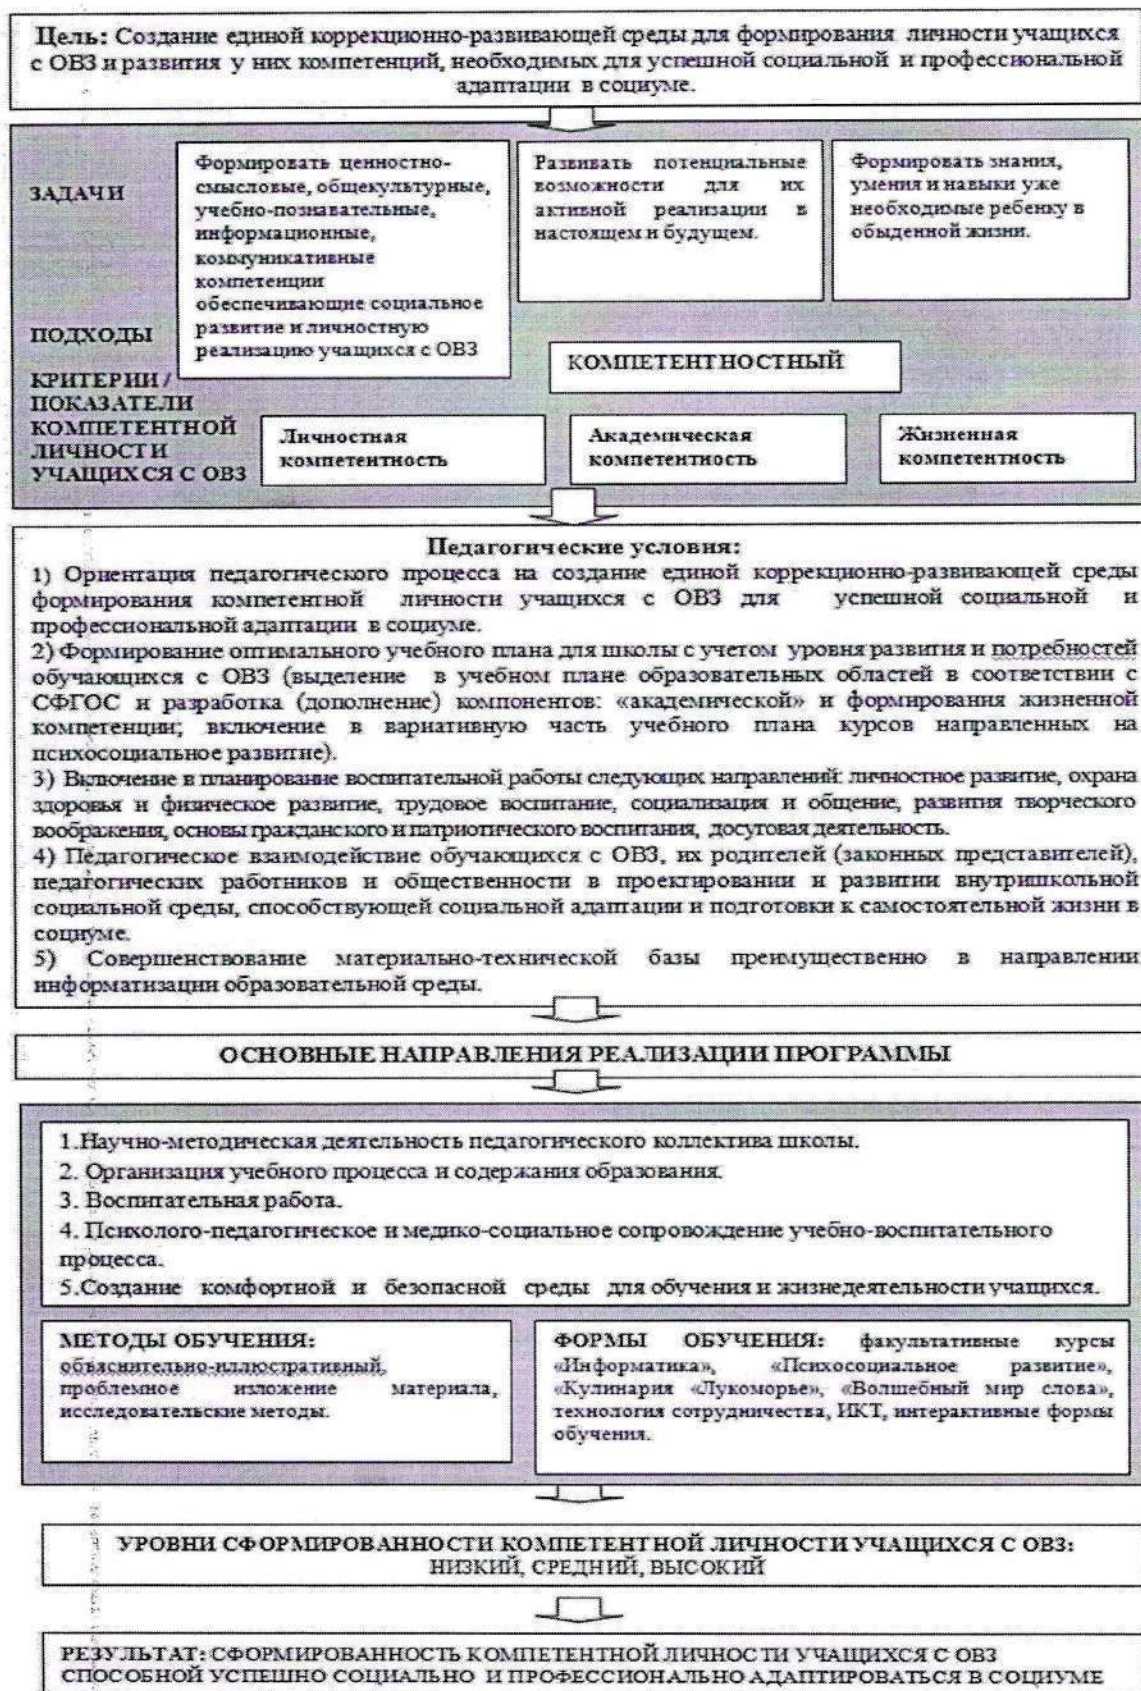 Цель: Создание единой коррекционно-развивающей среды для формирования личности учащихся
с ОВЗ и развития у них компетенций, необходимых для успешной социальной и профессиональной
адаптации в социуме.
ЗАДАЧИ
Формировать ценностно-
смысловые, общекультурные,
учебно-познавательные,
информационные,
коммуникативные
компетенции
обеспечивающие социальное
развитие и личностную
реализацию учащихся с ОВЗ
Развивать потенциальные
возможности для их
активной реализации в
настоящем и будущем.
Формировать знания,
умения и навыки уже
необходимые ребенку в
обыденной жизни.
ПОДХОДЫ
КОМПЕТЕНТНОСТНЫЙ
КРИТЕРИИ /
ПОКАЗАТЕЛИ
КОМПЕТЕНТНОЙ
ЛИЧНОСТИ
УЧАЩИХСЯ С ОВЗ
Личностная
компетентность
Академическая
компетентность
Жизненная
компетентность
Педагогические условия:
1) Ориентация педагогического процесса на создание единой коррекционно-развивающей среды
формирования компетентной личности учащихся с ОВЗ для успешной социальной и
профессиональной адаптации в социуме.
2) Формирование оптимального учебного плана для школы с учетом уровня развития и потребностей
обучающихся с ОВЗ (выделение в учебном плане образовательных областей в соответствии с
СФГОС и разработка (дополнение) компонентов: «академической» и формирования жизненной
компетенции; включение в вариативную часть учебного плана курсов направленных на
психосоциальное развитие).
3) Включение в планирование воспитательной работы следующих направлений: личностное развитие, охрана
здоровья и физическое развитие, трудовое воспитание, социализация и общение, развития творческого
воображения, основы гражданского и патриотического воспитания, досуговая деятельность.
4) Педагогическое взаимодействие обучающихся с ОВЗ, их родителей (законных представителей),
педагогических работников и общественности в проектировании и развитии внутришкольной
социальной среды, способствующей социальной адаптации и подготовки к самостоятельной жизни в
социуме.
5) Совершенствование материально-технической базы преимущественно в направлении
информатизации образовательной среды.
ОСНОВНЫЕ НАПРАВЛЕНИЯ РЕАЛИЗАЦИИ ПРОГРАММЫ
1.Научно-методическая деятельность педагогического коллектива школы.
2. Организация учебного процесса и содержания образования.
3. Воспитательная работа.
4. Психолого-педагогическое и медико-социальное сопровождение учебно-воспитательного
процесса.
5.Создание комфортной и безопасной среды для обучения и жизнедеятельности учащихся.
МЕТОДЫ ОБУЧЕНИЯ:
объяснительно-иллюстративный,
проблемное изложение материала,
исследовательские методы.
ФОРМЫ ОБУЧЕНИЯ: факультативные курсы
«Информатика», «Психосоциальное развитие»,
«Кулинария «Лукоморье», «Волшебный мир слова»,
технология сотрудничества, ИКТ, интерактивные формы
обучения.
УРОВНИ СФОРМИРОВАННОСТИ КОМПЕТЕНТНОЙ ЛИЧНОСТИ УЧАЩИХСЯ С ОВЗ:
НИЗКИЙ, СРЕДНИЙ, ВЫСОКИЙ
РЕЗУЛЬТАТ: СФОРМИРОВАННОСТЬ КОМПЕТЕНТНОЙ ЛИЧНОСТИ УЧАЩИХСЯ С ОВЗ
СПОСОБНОЙ УСПЕШНО СОЦИАЛЬНО И ПРОФЕССИОНАЛЬНО АДАПТИРОВАТЬСЯ В СОЦИУМЕ